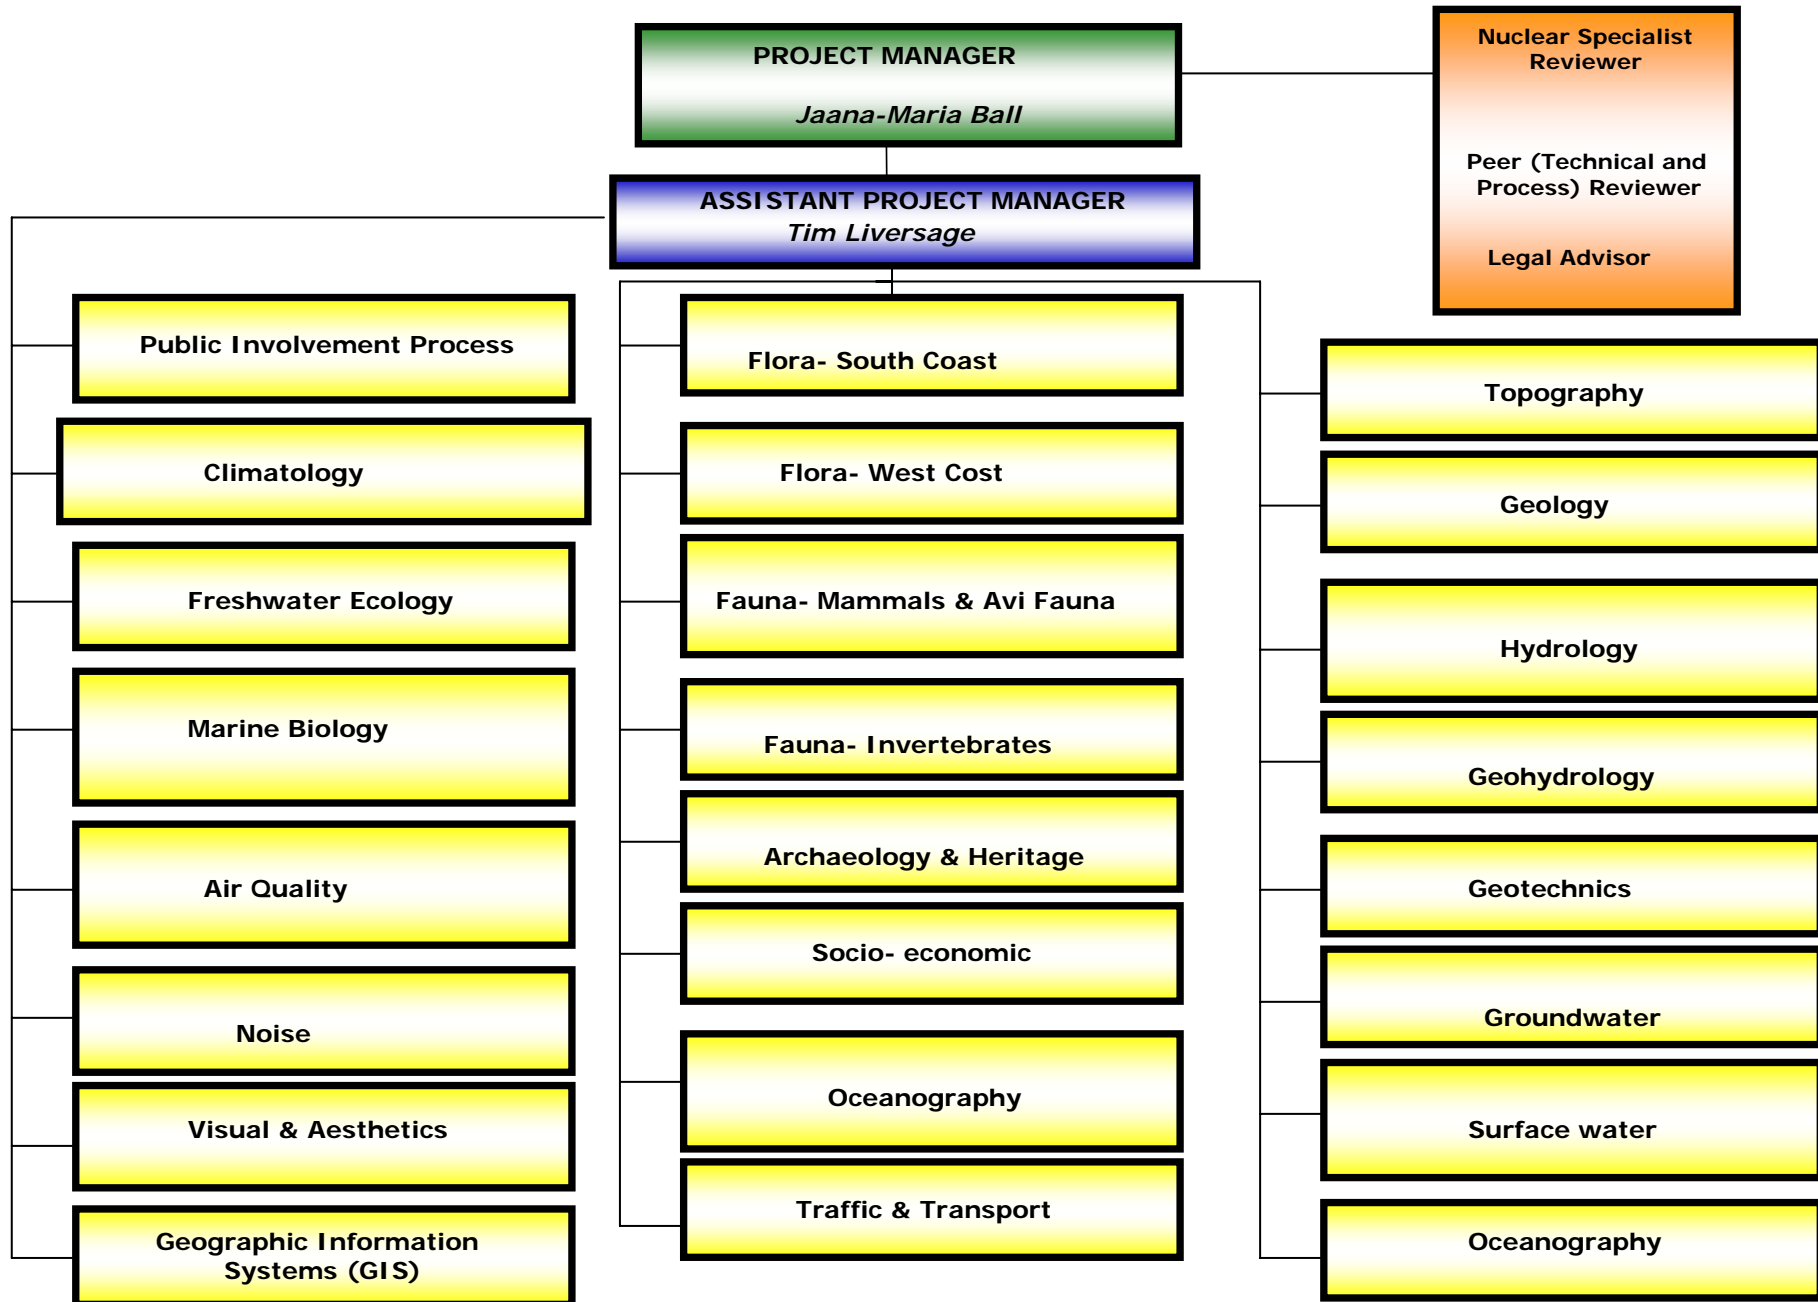 PROJECT MANAGER
Jaana-Maria Ball
Nuclear Specialist
Reviewer
Peer (Technical and
Process) Reviewer
Legal Advisor
ASSISTANT PROJECT MANAGER
Tim Liversage
Public Involvement Process
Climatology
Freshwater Ecology
Marine Biology
Air Quality
Noise
Visual & Aesthetics
Geographic Information
Systems (GIS)
Flora- South Coast
Flora- West Cost
Fauna- Mammals & Avi Fauna
Fauna- Invertebrates
Archaeology & Heritage
Socio- economic
Oceanography
Traffic & Transport
Topography
Geology
Hydrology
Geohydrology
Geotechnics
Groundwater
Surface water
Oceanography